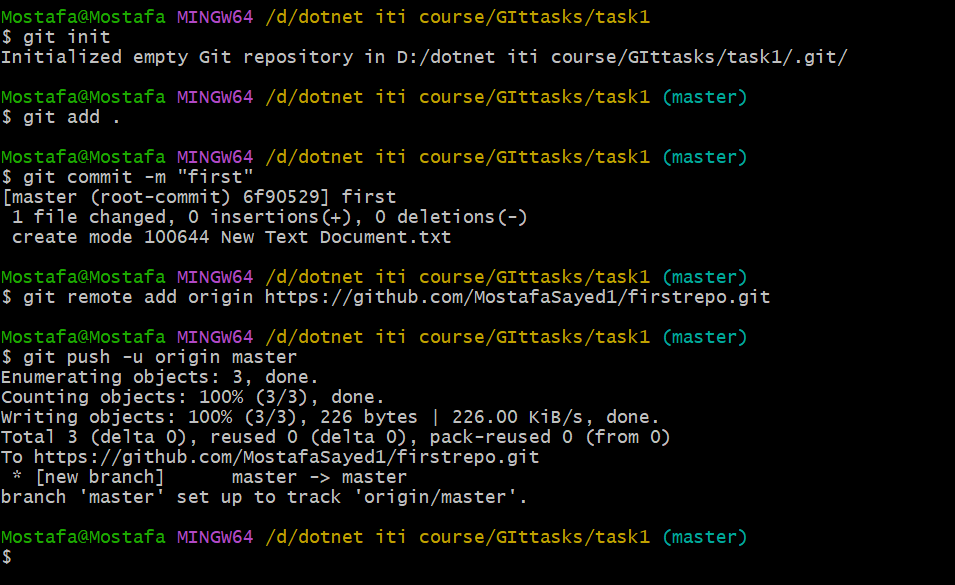 Mostafa@Mostafa MINGW64 /d/dotnet iti course/GIttasks/task1
$ git init
Initialized empty Git repository in D:/dotnet iti course/GIttasks/task1/.git/
Mostafa@Mostafa MINGW64 /d/dotnet iti course/GIttasks/task1 (master)
$ git add .
Mostafa@Mostafa MINGW64 /d/dotnet iti course/GIttasks/task1 (master)
$ git commit -m "first"
[master (root-commit) 6f90529] first
 1 file changed, 0 insertions(+), 0 deletions(-)
 create mode 100644 New Text Document.txt
Mostafa@Mostafa MINGW64 /d/dotnet iti course/GIttasks/task1 (master)
$ git remote add origin https://github.com/MostafaSayed1/firstrepo.git
Mostafa@Mostafa MINGW64 /d/dotnet iti course/GIttasks/task1 (master)
$ git push -u origin master
Enumerating objects: 3, done.
Counting objects: 100% (3/3), done.
Writing objects: 100% (3/3), 226 bytes | 226.00 KiB/s, done.
Total 3 (delta 0), reused 0 (delta 0), pack-reused 0 (from 0)
To https://github.com/MostafaSayed1/firstrepo.git
 * [new branch]      master -> master
branch 'master' set up to track 'origin/master'.
Mostafa@Mostafa MINGW64 /d/dotnet iti course/GIttasks/task1 (master)
$